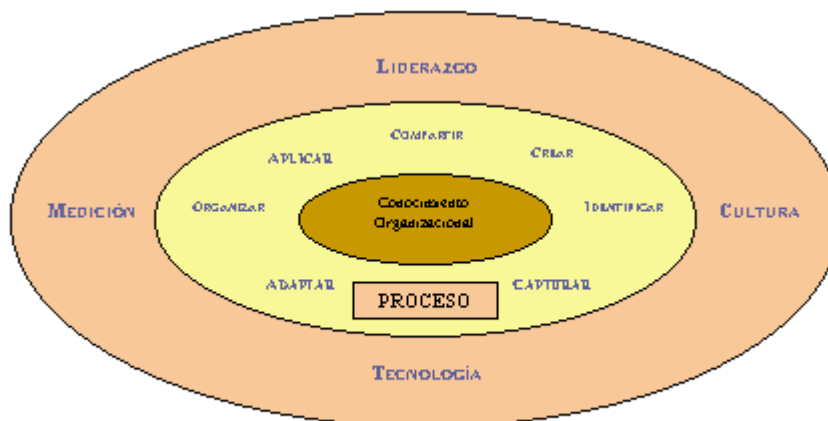 LIDERAZGO
COMPARTIR
APLICAR
CREAR
Conocimiento
Organizacional
MEDICIÓN
ORGANIZAR
IDENTIFICAR
CULTURA
ADAPTAR
PROCESO
CAPTURAR
TECNOLOGÍA